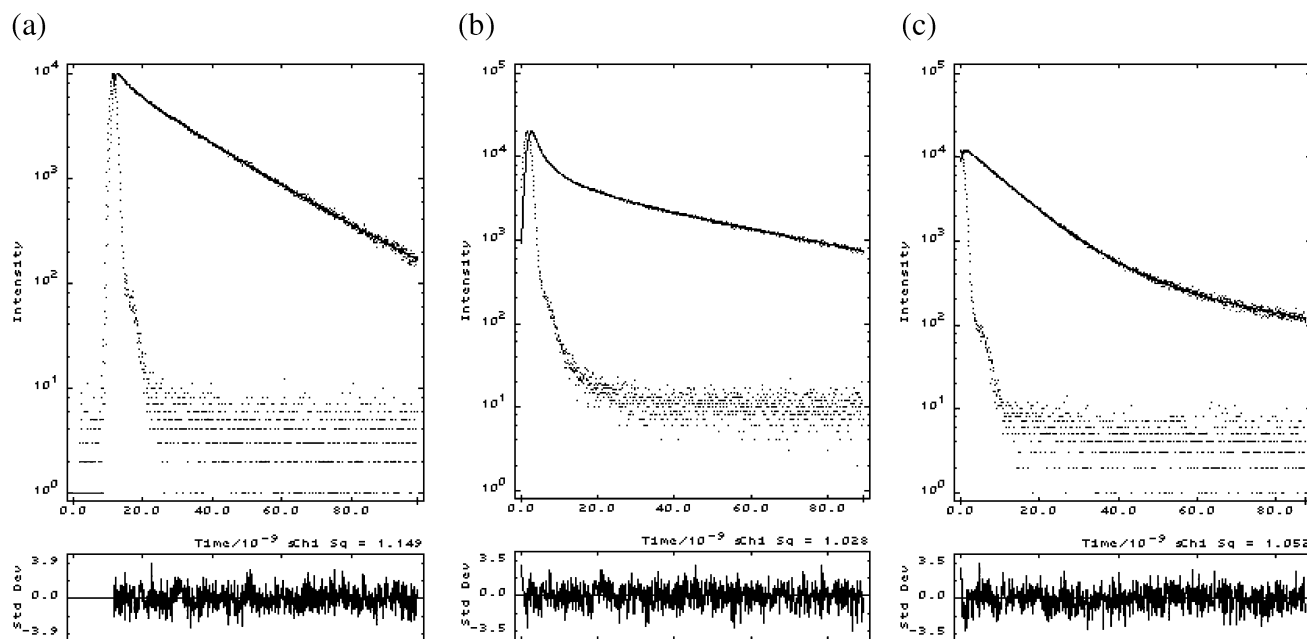 (a) (b) (c)
10^4
10^3
10^2
10^1
10^0
Intensity
0.0 20.0 40.0 60.0 80.0
Time/10^-9 sChi Sq = 1.149
3.9
0.0
-3.9
Std Dev
10^5
10^4
10^3
10^2
10^1
10^0
Intensity
0.0 20.0 40.0 60.0 80.0
Time/10^-9 sChi Sq = 1.028
3.5
0.0
-3.5
Std Dev
10^5
10^4
10^3
10^2
10^1
10^0
Intensity
0.0 20.0 40.0 60.0 80.0
Time/10^-9 sChi Sq = 1.052
3.5
0.0
-3.5
Std Dev